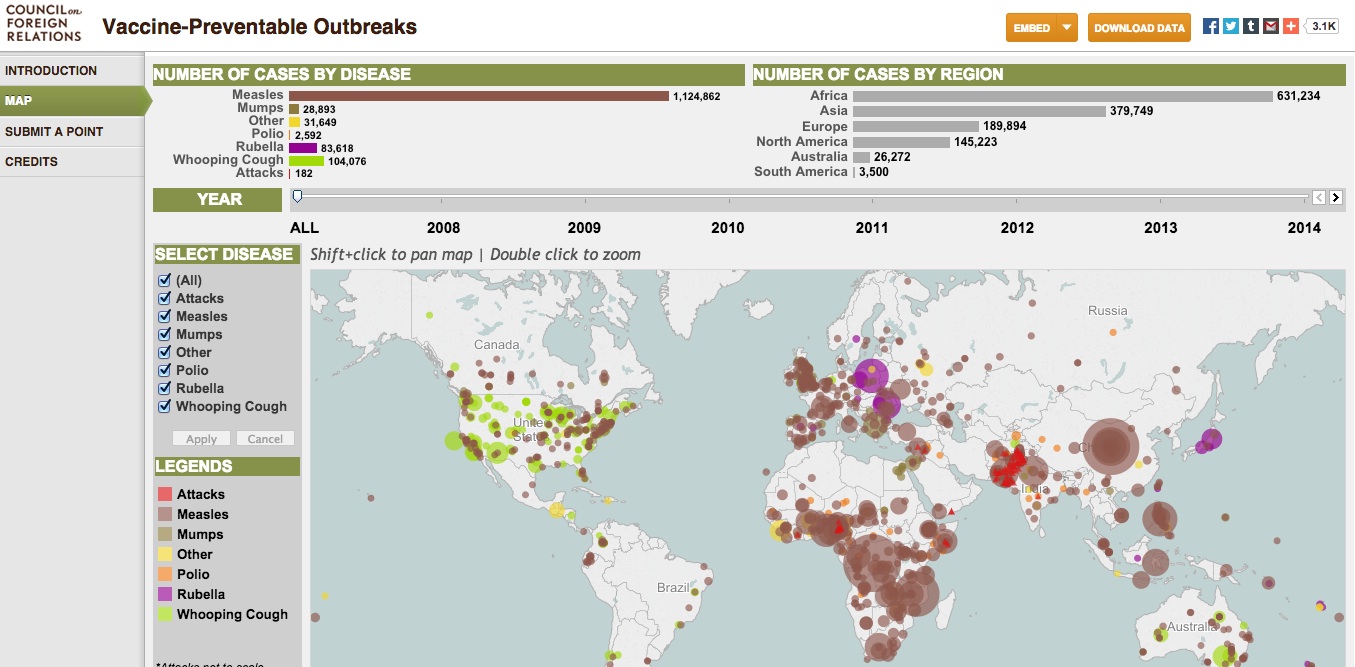 COUNCIL on
FOREIGN
RELATIONS
Vaccine-Preventable Outbreaks
EMBED
DOWNLOAD DATA
3.1K
INTRODUCTION
MAP
SUBMIT A POINT
CREDITS
NUMBER OF CASES BY DISEASE
Measles 1,124,862
Mumps 28,893
Other 31,649
Polio 2,592
Rubella 83,618
Whooping Cough 104,076
Attacks 182
NUMBER OF CASES BY REGION
Africa 631,234
Asia 379,749
Europe 189,894
North America 145,223
Australia 26,272
South America 3,500
YEAR
ALL 2008 2009 2010 2011 2012 2013 2014
SELECT DISEASE
(All)
Attacks
Measles
Mumps
Other
Polio
Rubella
Whooping Cough
Apply Cancel
LEGENDS
Attacks
Measles
Mumps
Other
Polio
Rubella
Whooping Cough
*Attacks not to scale
Shift+click to pan map | Double click to zoom
Russia
Canada
India
Brazil
Australia